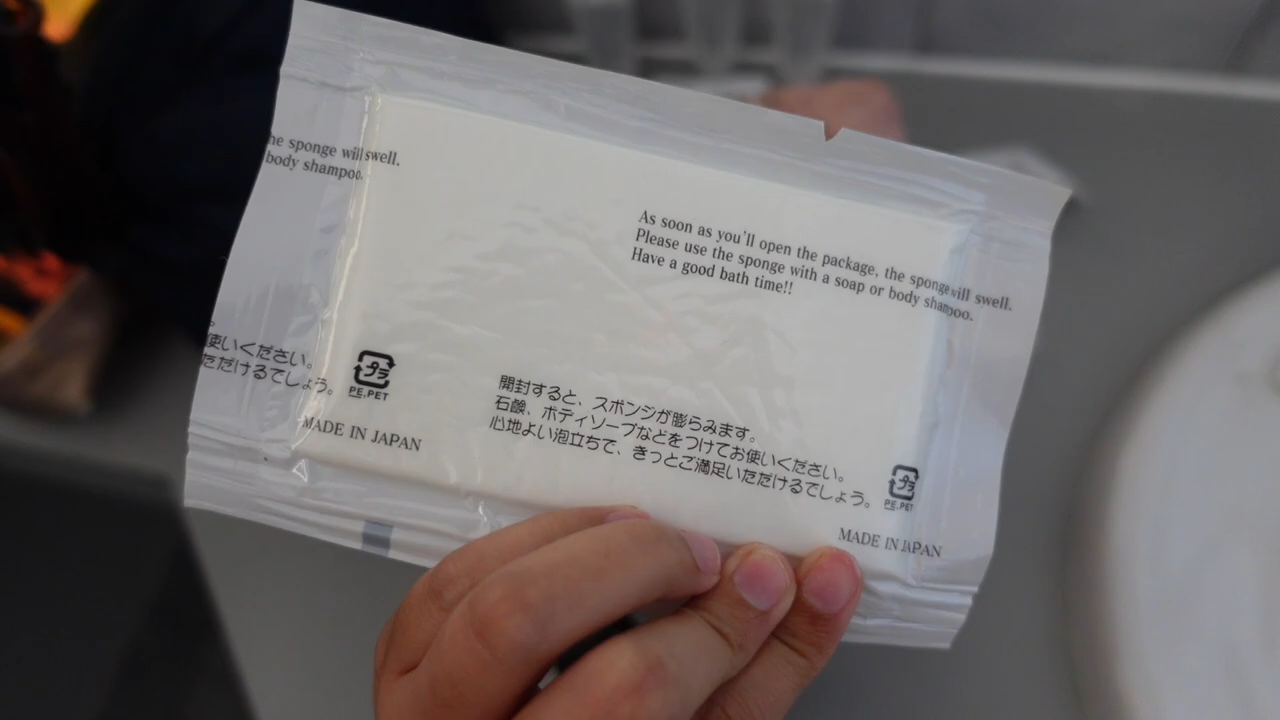 he sponge will swell.
body shampoo.
As soon as you'll open the package, the sponge will swell.
Please use the sponge with a soap or body shampoo.
Have a good bath time!!
。
使いください。
ただけるでしょう。
プラ
PE,PET
MADE IN JAPAN
開封すると、スポンジが膨らみます。
石鹸、ボディソープなどをつけてお使いください。
心地よい泡立ちで、きっとご満足いただけるでしょう。
プラ
PE,PET
MADE IN JAPAN